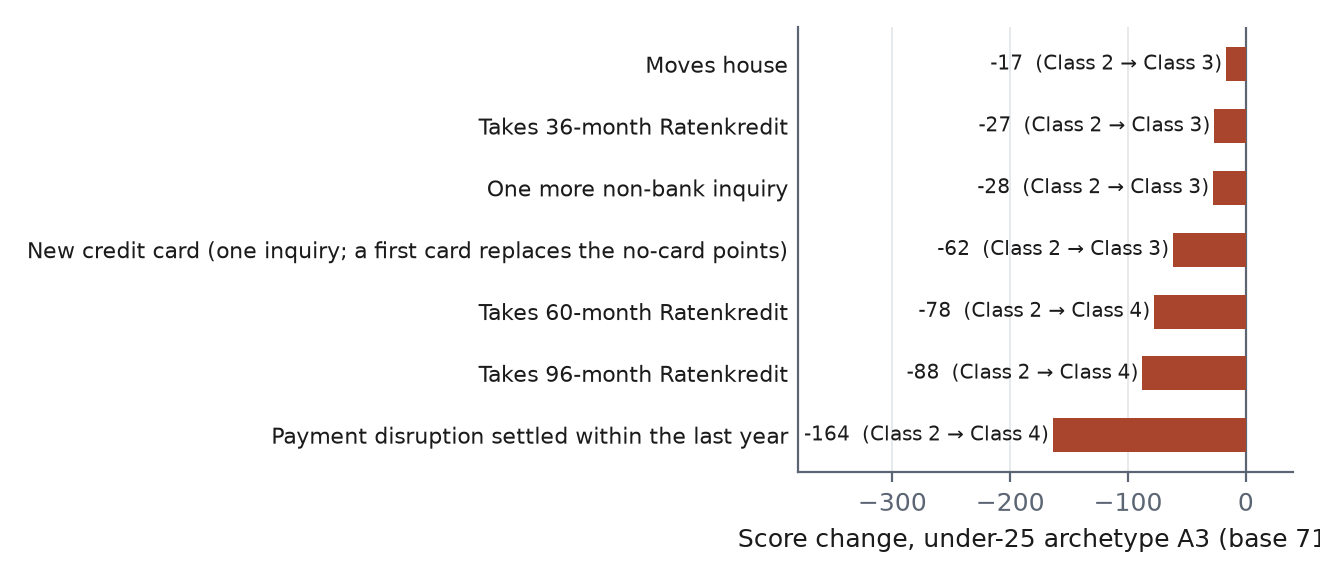 Moves house -17 (Class 2 → Class 3)
Takes 36-month Ratenkredit -27 (Class 2 → Class 3)
One more non-bank inquiry -28 (Class 2 → Class 3)
New credit card (one inquiry; a first card replaces the no-card points) -62 (Class 2 → Class 3)
Takes 60-month Ratenkredit -78 (Class 2 → Class 4)
Takes 96-month Ratenkredit -88 (Class 2 → Class 4)
Payment disruption settled within the last year -164 (Class 2 → Class 4)
−300 −200 −100 0
Score change, under-25 archetype A3 (base